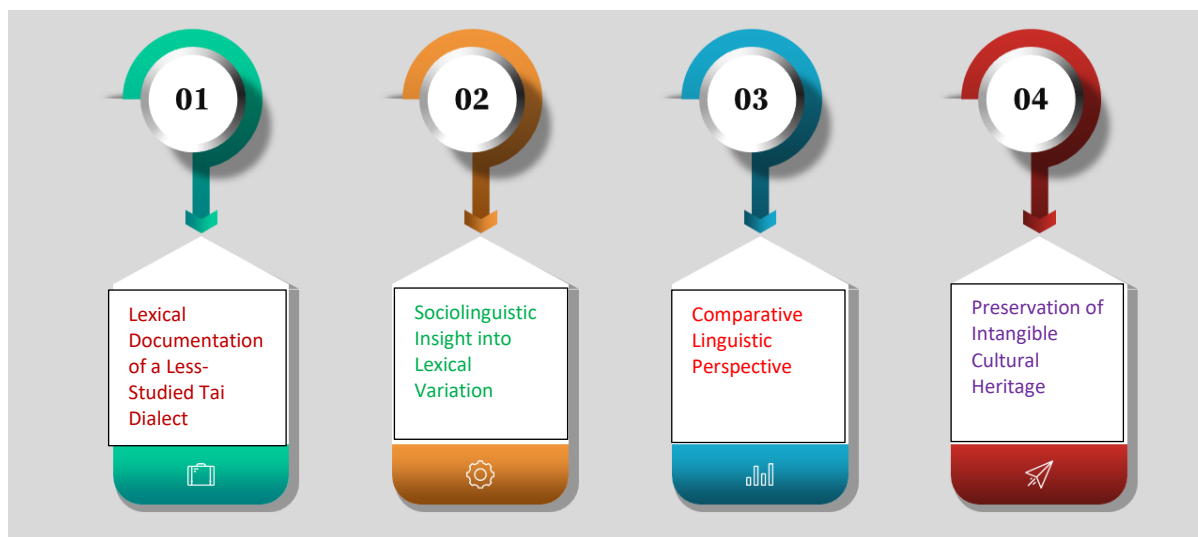 01
02
03
04
Lexical
Documentation
of a Less-
Studied Tai
Dialect
Sociolinguistic
Insight into
Lexical
Variation
Comparative
Linguistic
Perspective
Preservation of
Intangible
Cultural
Heritage